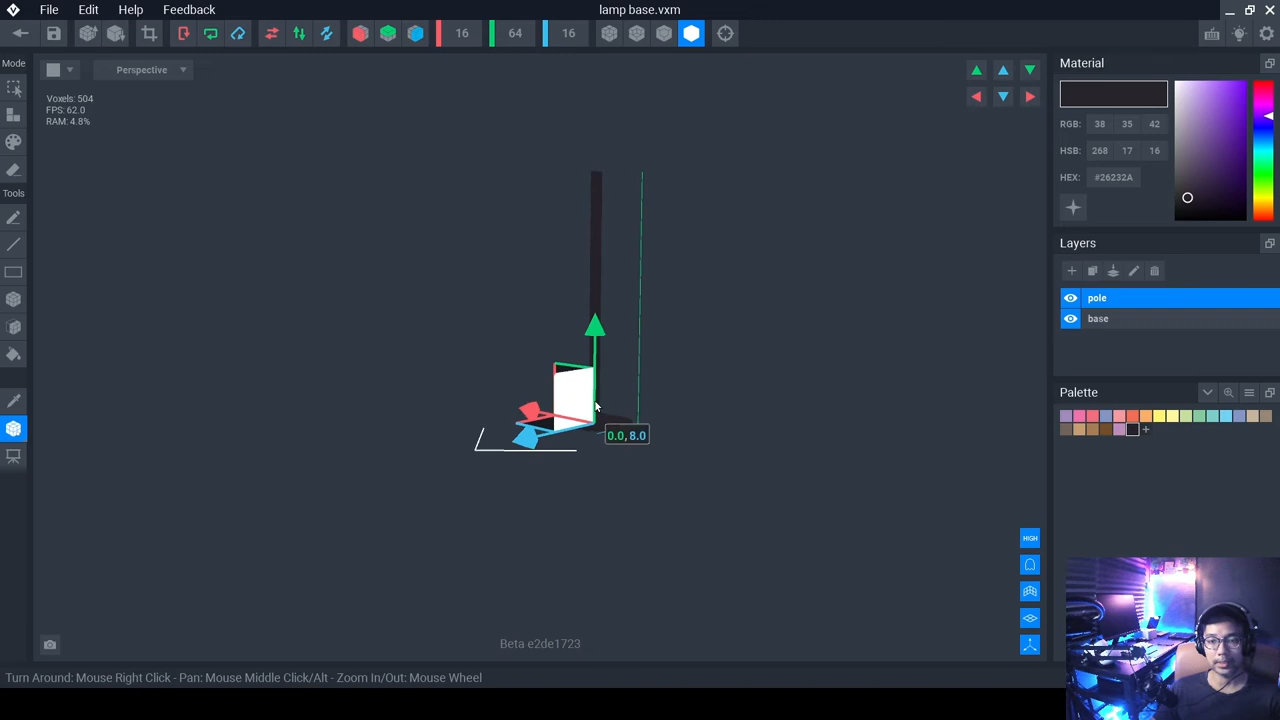 File Edit Help Feedback
lamp base.vxm
16 64 16
Mode
Perspective
Voxels: 504
FPS: 62.0
RAM: 4.8%
Tools
0.0, 8.0
HIGH
Beta e2de1723
Material
RGB: 38 35 42
HSB: 268 17 16
HEX: #26232A
Layers
pole
base
Palette
Turn Around: Mouse Right Click - Pan: Mouse Middle Click/Alt - Zoom In/Out: Mouse Wheel